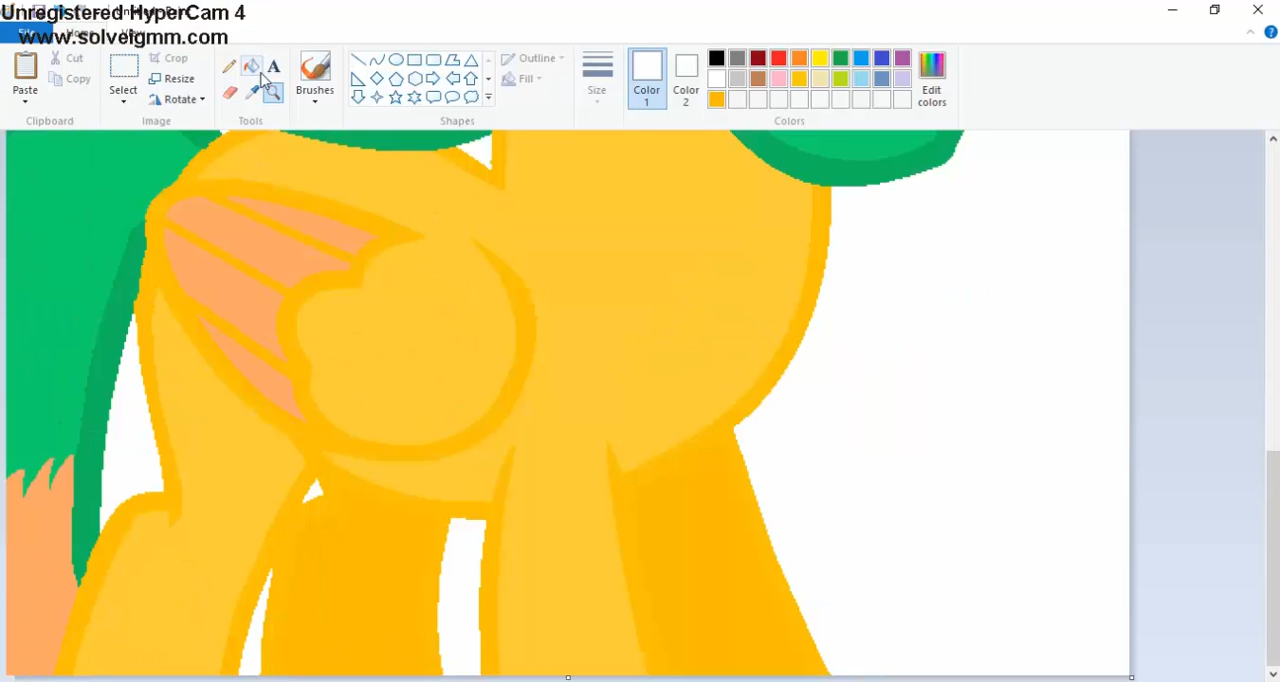 Unregistered HyperCam 4
www.solveigmm.com
Cut
Copy
Paste
Clipboard
Select
Crop
Resize
Rotate
Image
A
Tools
Brushes
Outline
Fill
Shapes
Size
Color 1
Color 2
Edit colors
Colors